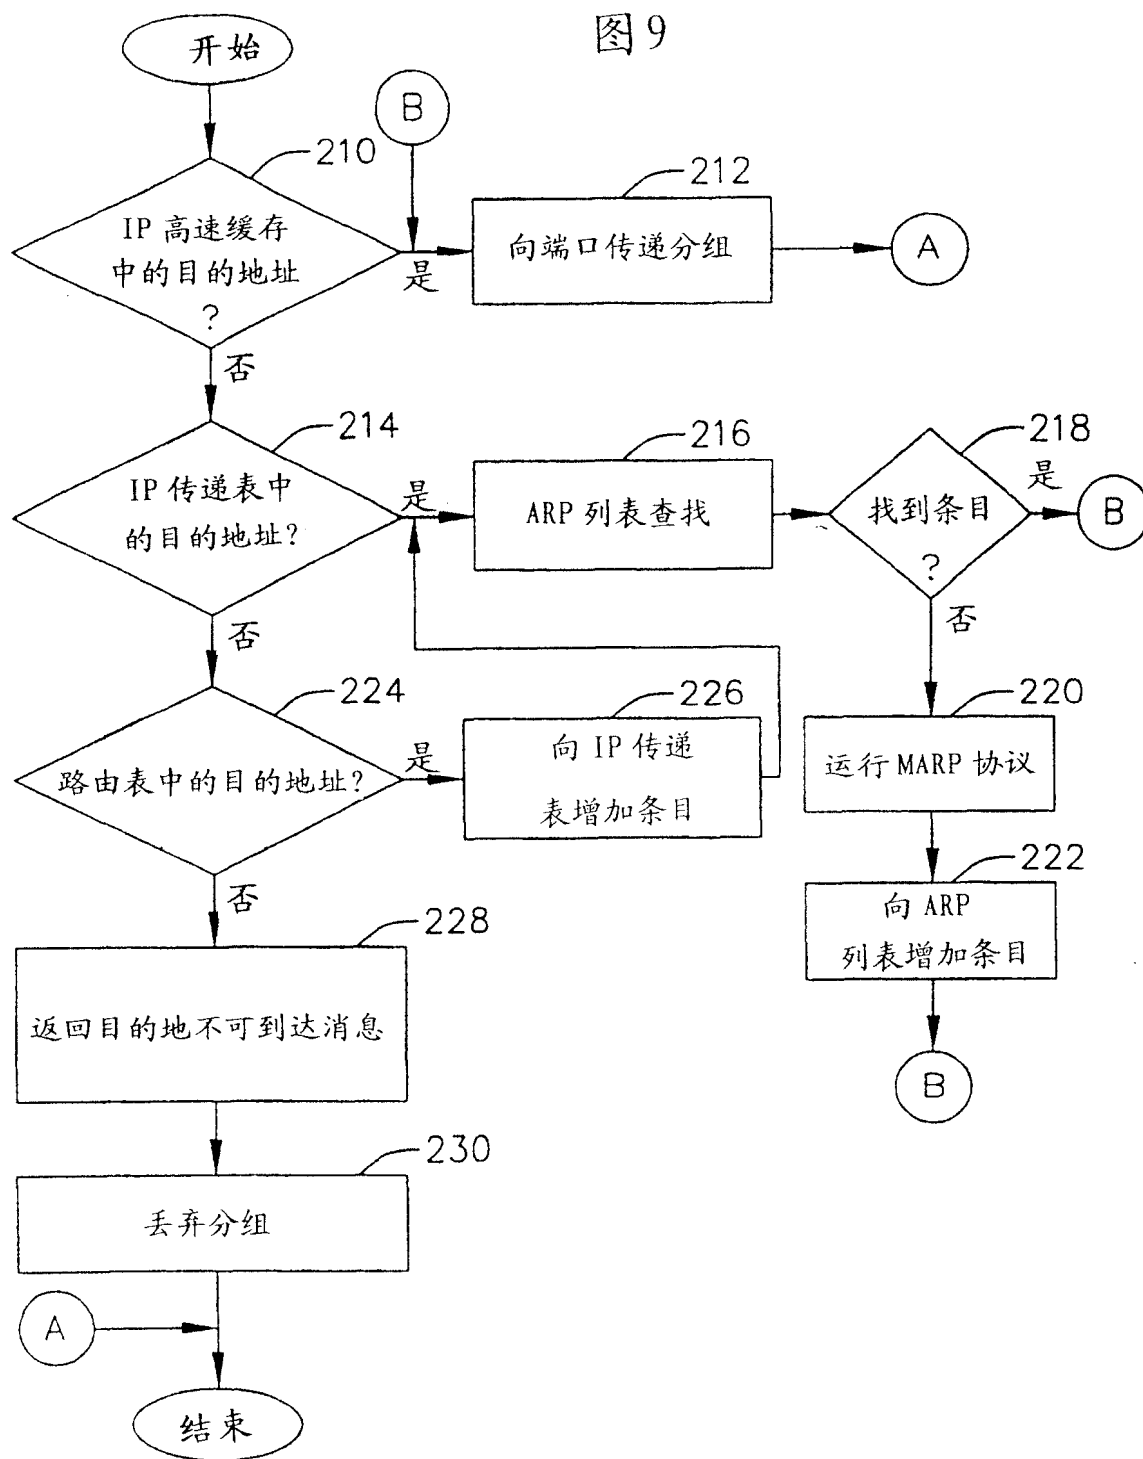 图9
开始
B
210
212
IP 高速缓存
中的目的地址
?
是
向端口传递分组
A
否
214
216
218
IP 传递表中
的目的地址?
是
ARP 列表查找
找到条目
?
是
B
否
否
224
226
220
路由表中的目的地址?
是
向 IP 传递
表增加条目
运行 MARP 协议
222
否
228
向 ARP
列表增加条目
返回目的地不可到达消息
B
230
丢弃分组
A
结束